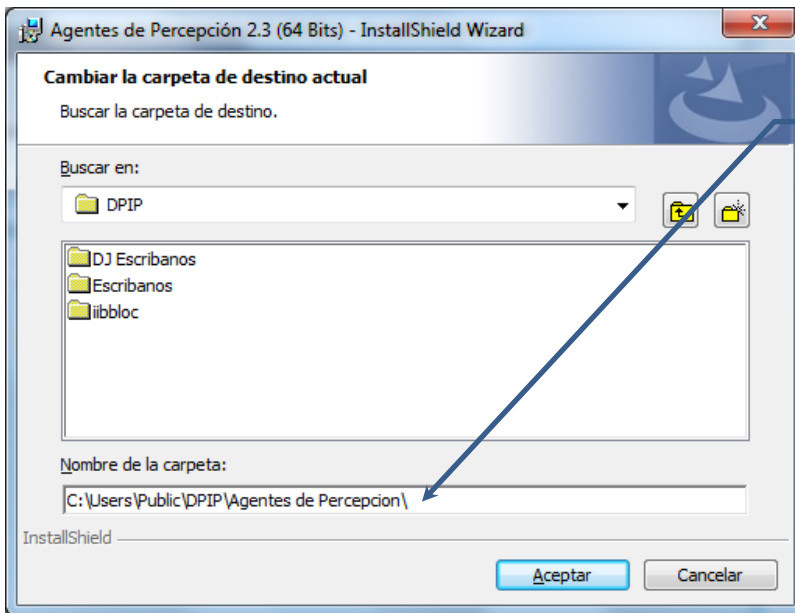 Agentes de Percepción 2.3 (64 Bits) - InstallShield Wizard
Cambiar la carpeta de destino actual
Buscar la carpeta de destino.
Buscar en:
DPIP
DJ Escribanos
Escribanos
iibbloc
Nombre de la carpeta:
C:\Users\Public\DPIP\Agentes de Percepcion\
InstallShield
Aceptar Cancelar